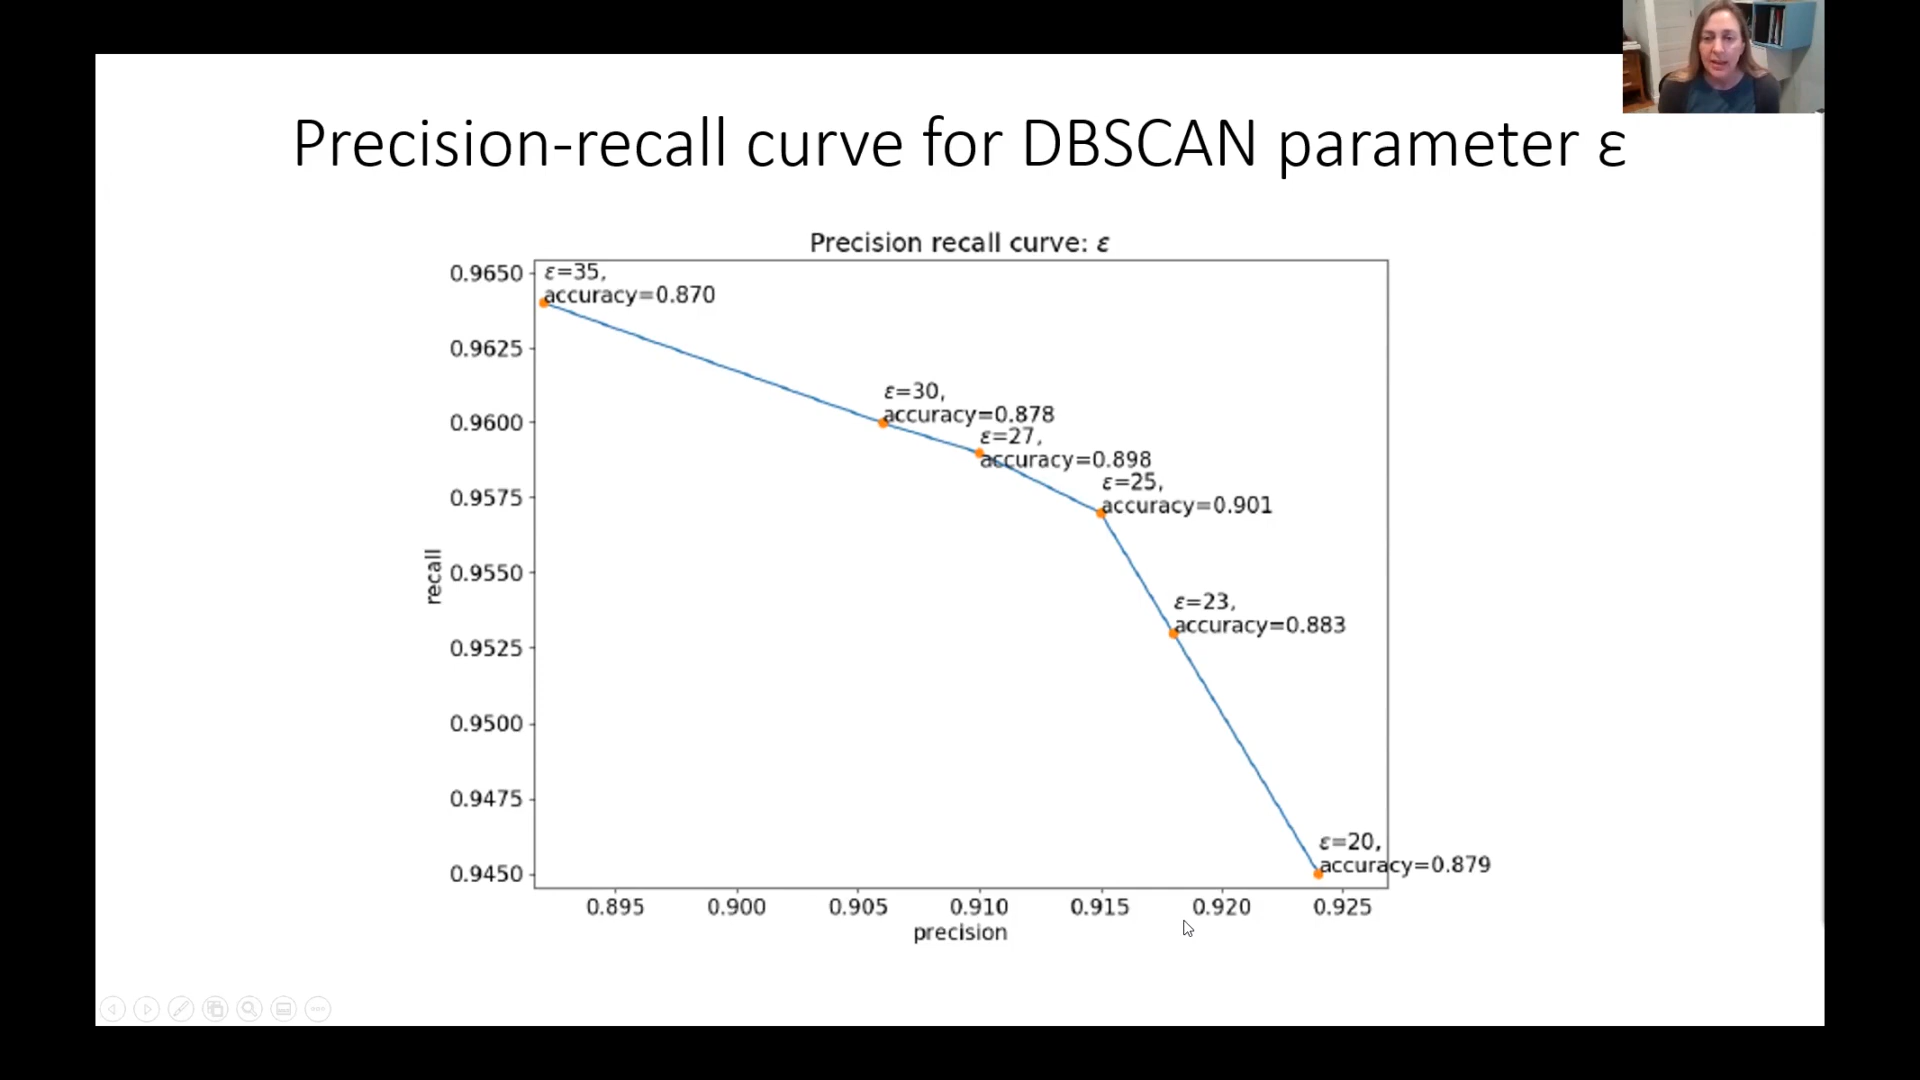 Precision-recall curve for DBSCAN parameter ε
Precision recall curve: ε
0.9650
0.9625
0.9600
0.9575
0.9550
0.9525
0.9500
0.9475
0.9450
recall
ε=35,
accuracy=0.870
ε=30,
accuracy=0.878
ε=27,
accuracy=0.898
ε=25,
accuracy=0.901
ε=23,
accuracy=0.883
ε=20,
accuracy=0.879
0.895 0.900 0.905 0.910 0.915 0.920 0.925
precision